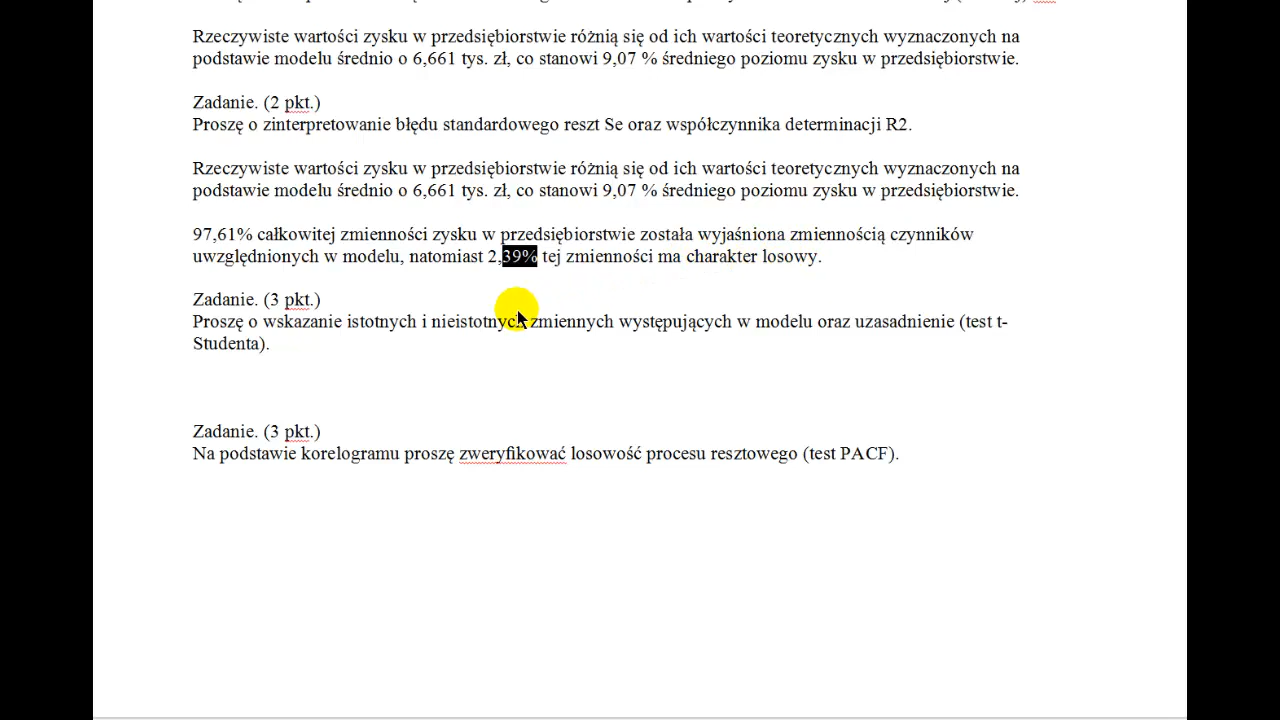 Rzeczywiste wartości zysku w przedsiębiorstwie różnią się od ich wartości teoretycznych wyznaczonych na
podstawie modelu średnio o 6,661 tys. zł, co stanowi 9,07 % średniego poziomu zysku w przedsiębiorstwie.
Zadanie. (2 pkt.)
Proszę o zinterpretowanie błędu standardowego reszt Se oraz współczynnika determinacji R2.
Rzeczywiste wartości zysku w przedsiębiorstwie różnią się od ich wartości teoretycznych wyznaczonych na
podstawie modelu średnio o 6,661 tys. zł, co stanowi 9,07 % średniego poziomu zysku w przedsiębiorstwie.
97,61% całkowitej zmienności zysku w przedsiębiorstwie została wyjaśniona zmiennością czynników
uwzględnionych w modelu, natomiast 2,39% tej zmienności ma charakter losowy.
Zadanie. (3 pkt.)
Proszę o wskazanie istotnych i nieistotnych zmiennych występujących w modelu oraz uzasadnienie (test t-
Studenta).
Zadanie. (3 pkt.)
Na podstawie korelogramu proszę zweryfikować losowość procesu resztowego (test PACF).